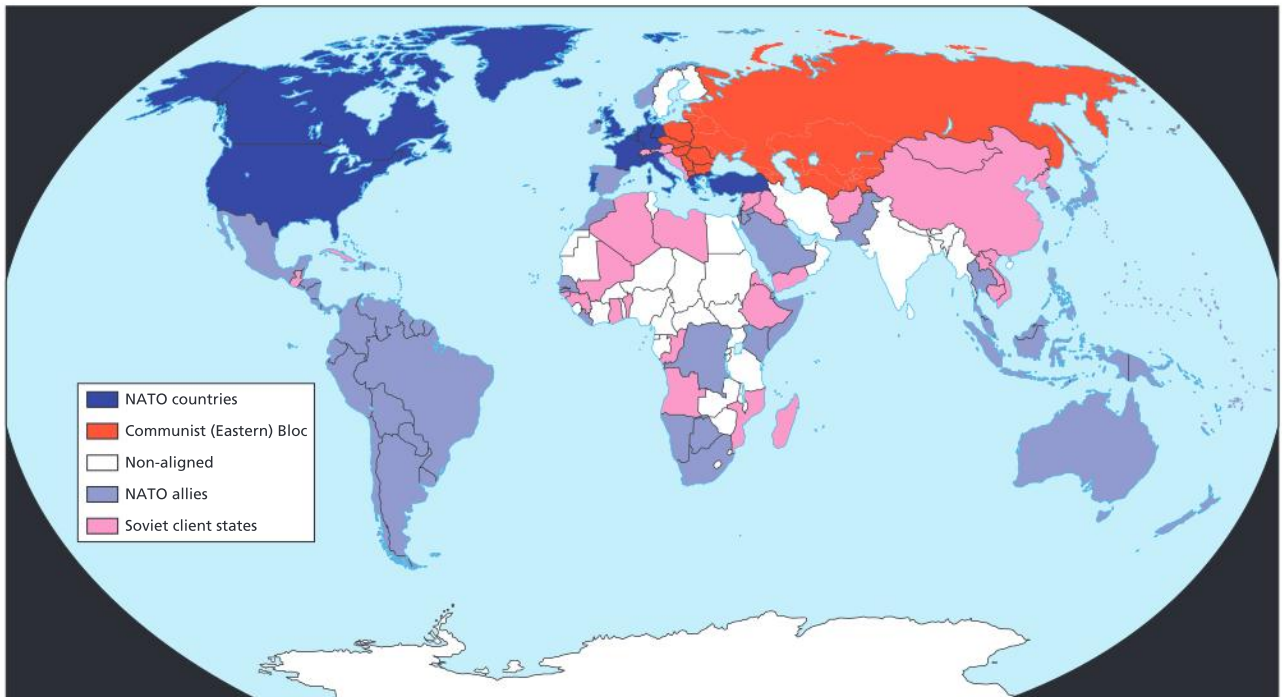 NATO countries
Communist (Eastern) Bloc
Non-aligned
NATO allies
Soviet client states